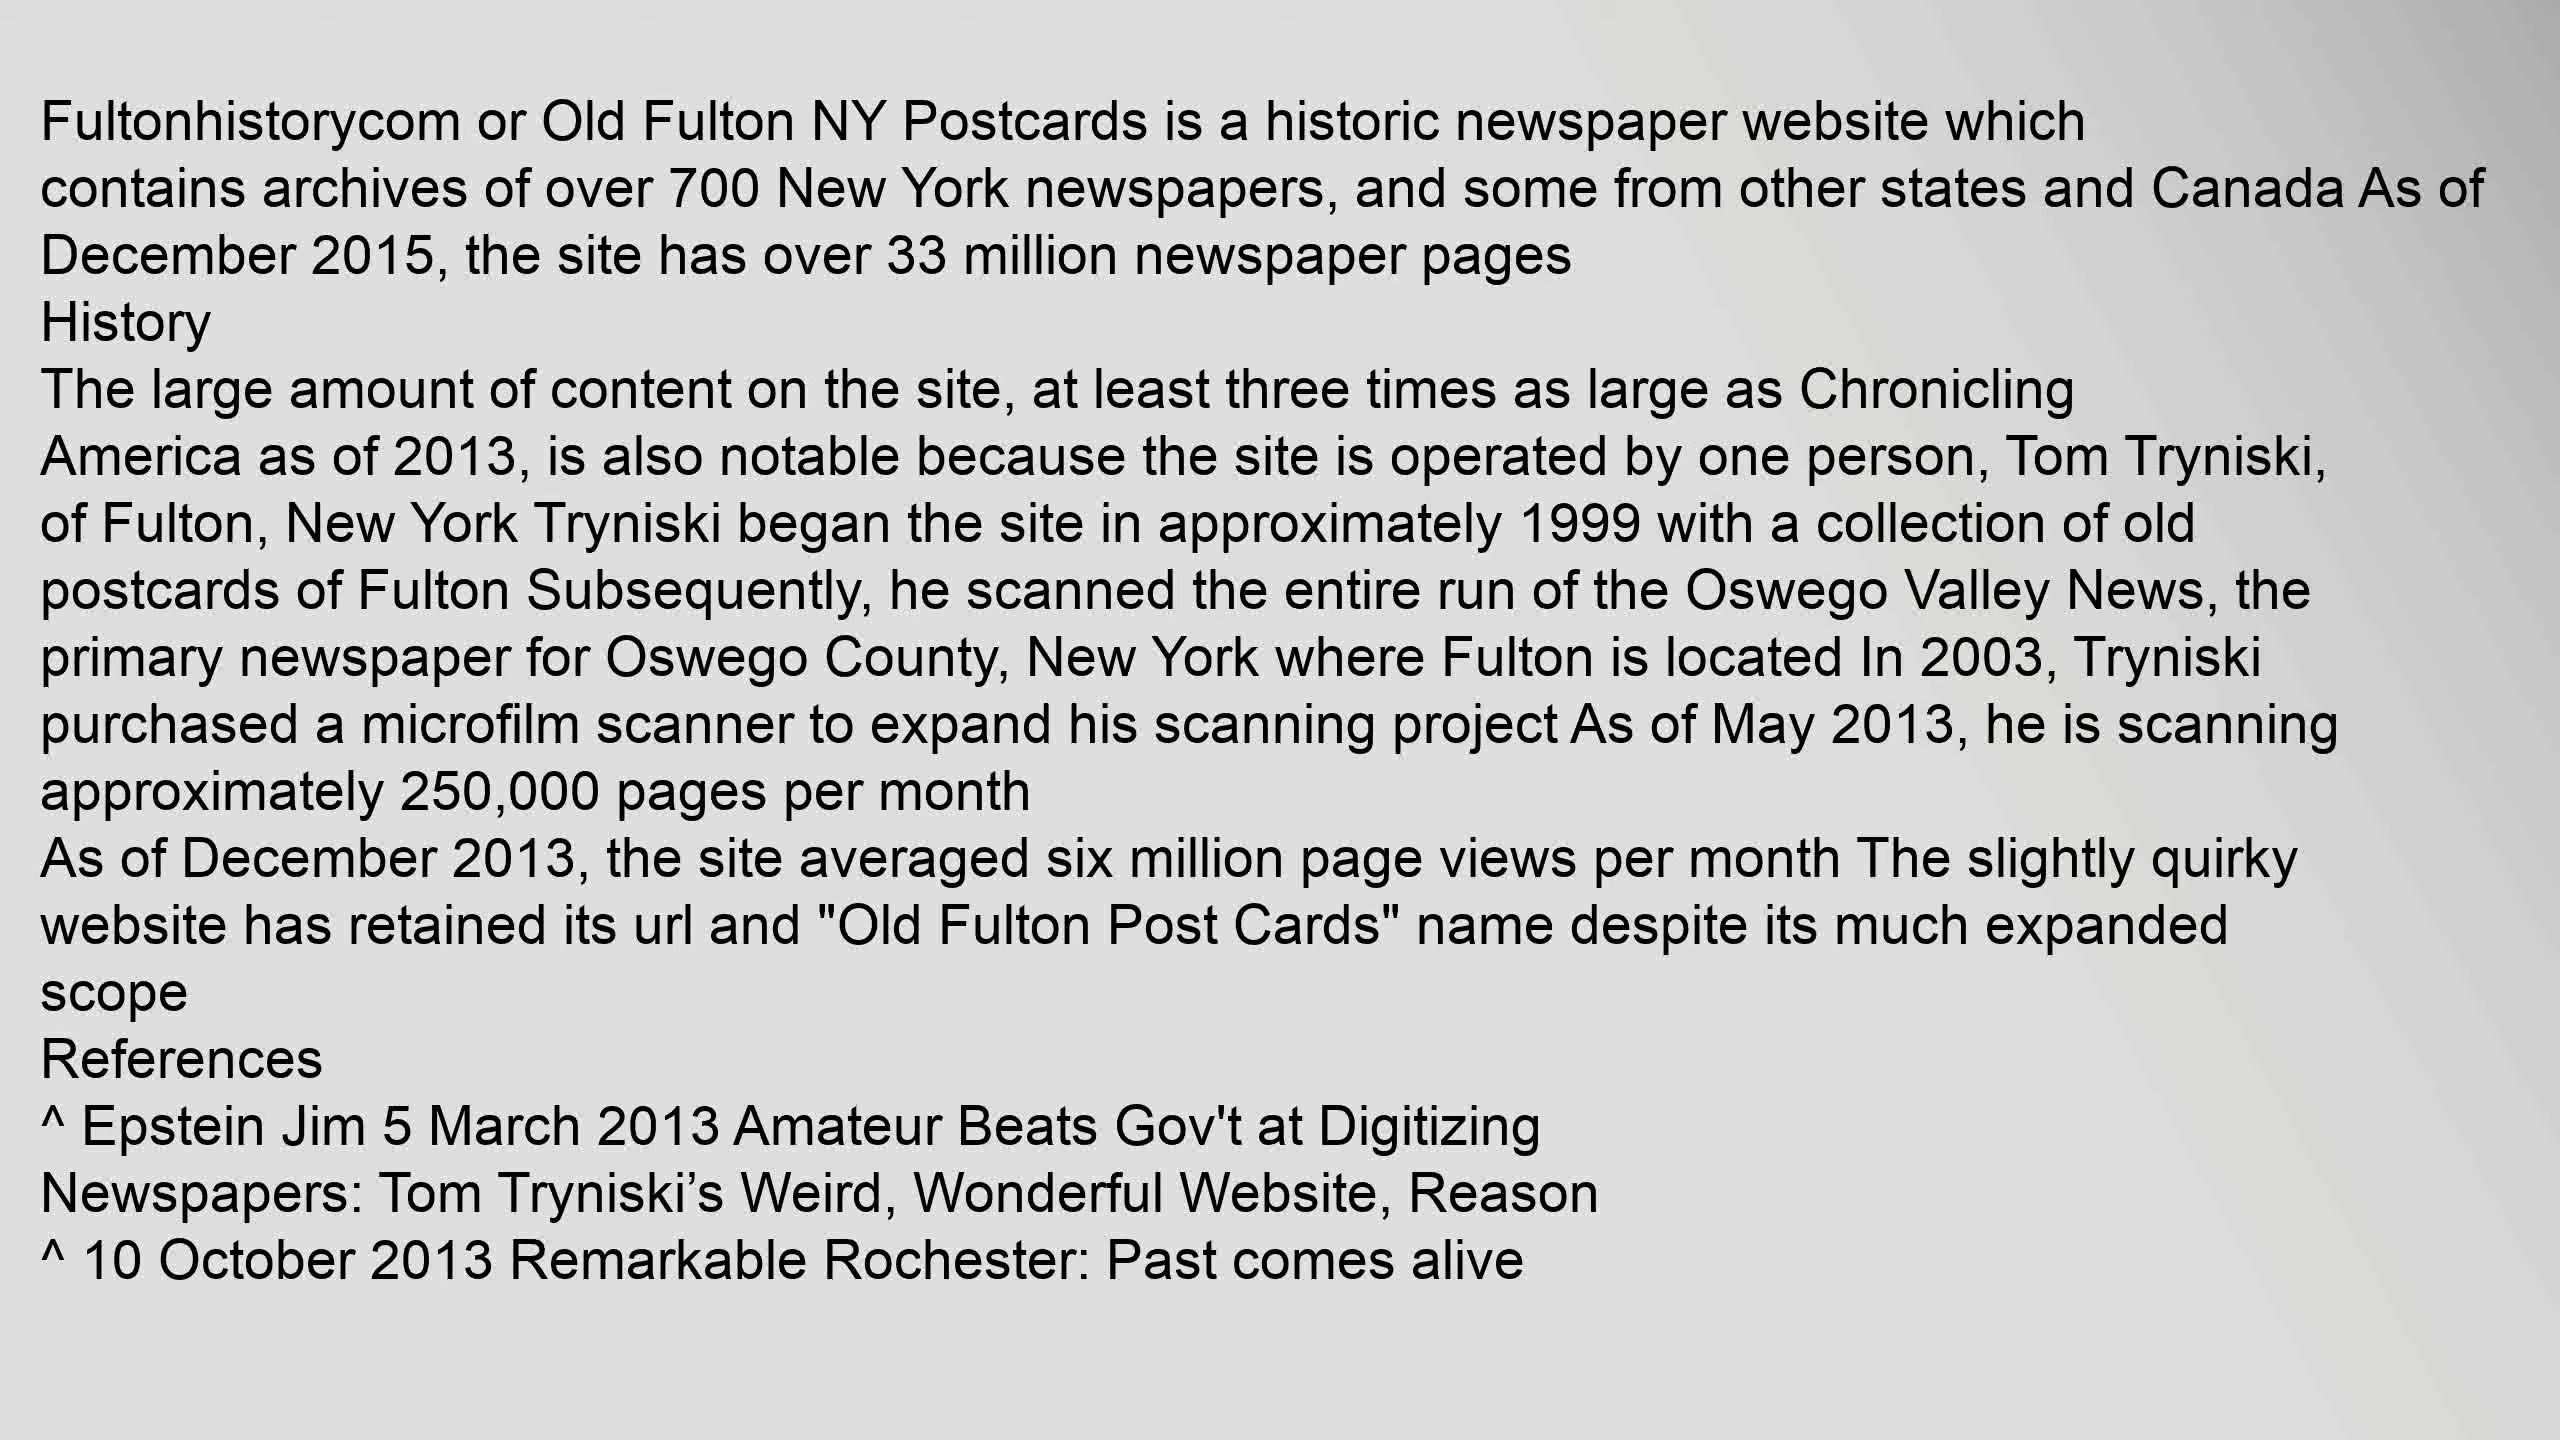 Fultonhistorycom or Old Fulton NY Postcards is a historic newspaper website which
contains archives of over 700 New York newspapers, and some from other states and Canada As of
December 2015, the site has over 33 million newspaper pages
History
The large amount of content on the site, at least three times as large as Chronicling
America as of 2013, is also notable because the site is operated by one person, Tom Tryniski,
of Fulton, New York Tryniski began the site in approximately 1999 with a collection of old
postcards of Fulton Subsequently, he scanned the entire run of the Oswego Valley News, the
primary newspaper for Oswego County, New York where Fulton is located In 2003, Tryniski
purchased a microfilm scanner to expand his scanning project As of May 2013, he is scanning
approximately 250,000 pages per month
As of December 2013, the site averaged six million page views per month The slightly quirky
website has retained its url and "Old Fulton Post Cards" name despite its much expanded
scope
References
^ Epstein Jim 5 March 2013 Amateur Beats Gov't at Digitizing
Newspapers: Tom Tryniski’s Weird, Wonderful Website, Reason
^ 10 October 2013 Remarkable Rochester: Past comes alive